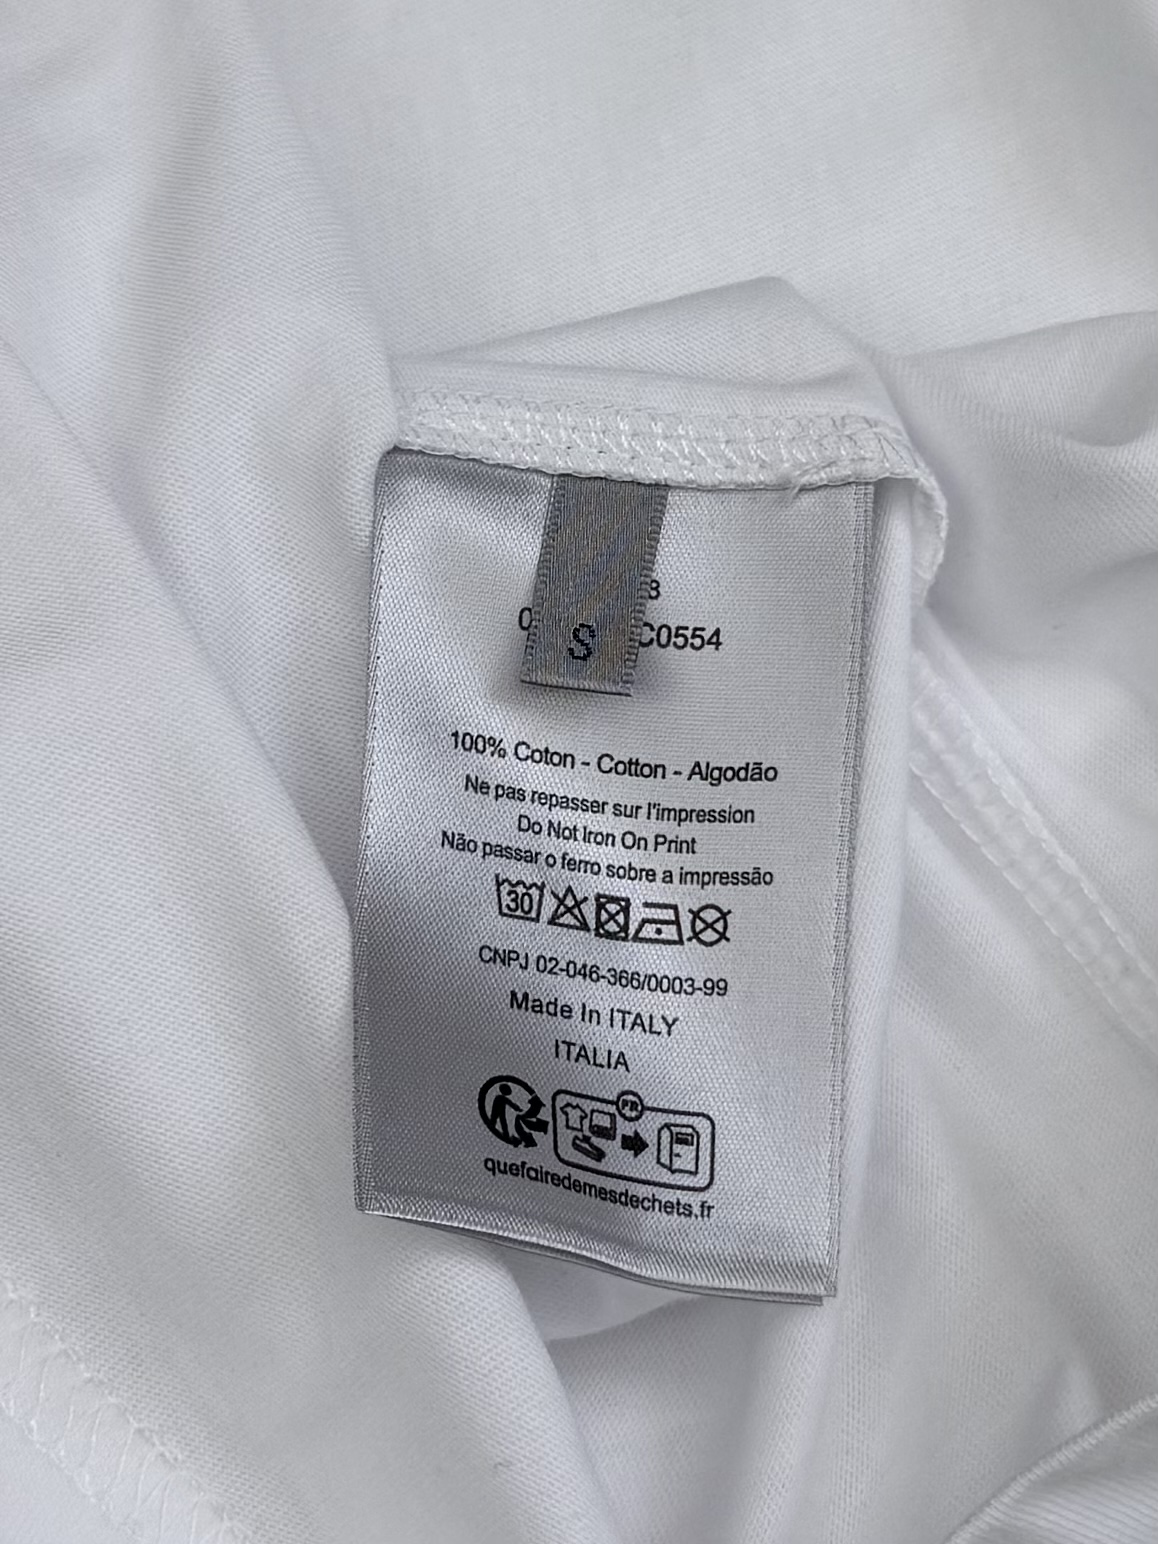 S
C0554
100% Coton - Cotton - Algodão
Ne pas repasser sur l'impression
Do Not Iron On Print
Não passar o ferro sobre a impressão
30
CNPJ 02-046-366/0003-99
Made In ITALY
ITALIA
FR
quefairedemesdechets.fr